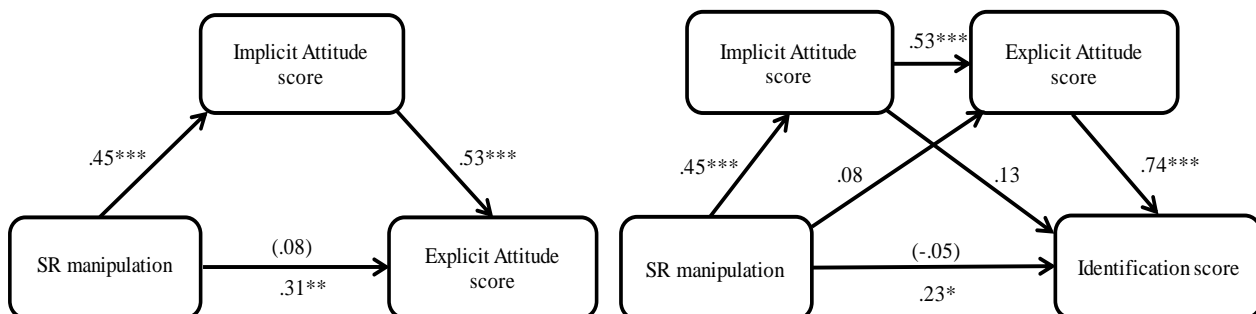 Implicit Attitude
score
.45***
.53***
SR manipulation
(.08)
.31**
Explicit Attitude
score
Implicit Attitude
score
.53***
Explicit Attitude
score
.45***
.08
.13
.74***
SR manipulation
(-.05)
.23*
Identification score